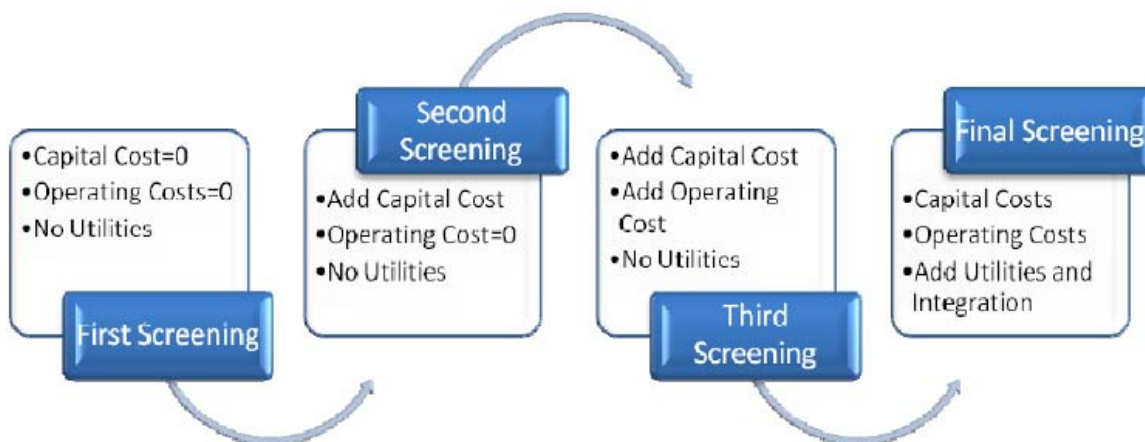 •Capital Cost=0
•Operating Costs=0
•No Utilities
First Screening
Second
Screening
•Add Capital Cost
•Operating Cost=0
•No Utilities
•Add Capital Cost
•Add Operating
Cost
•No Utilities
Third
Screening
Final Screening
•Capital Costs
•Operating Costs
•Add Utilities and
Integration